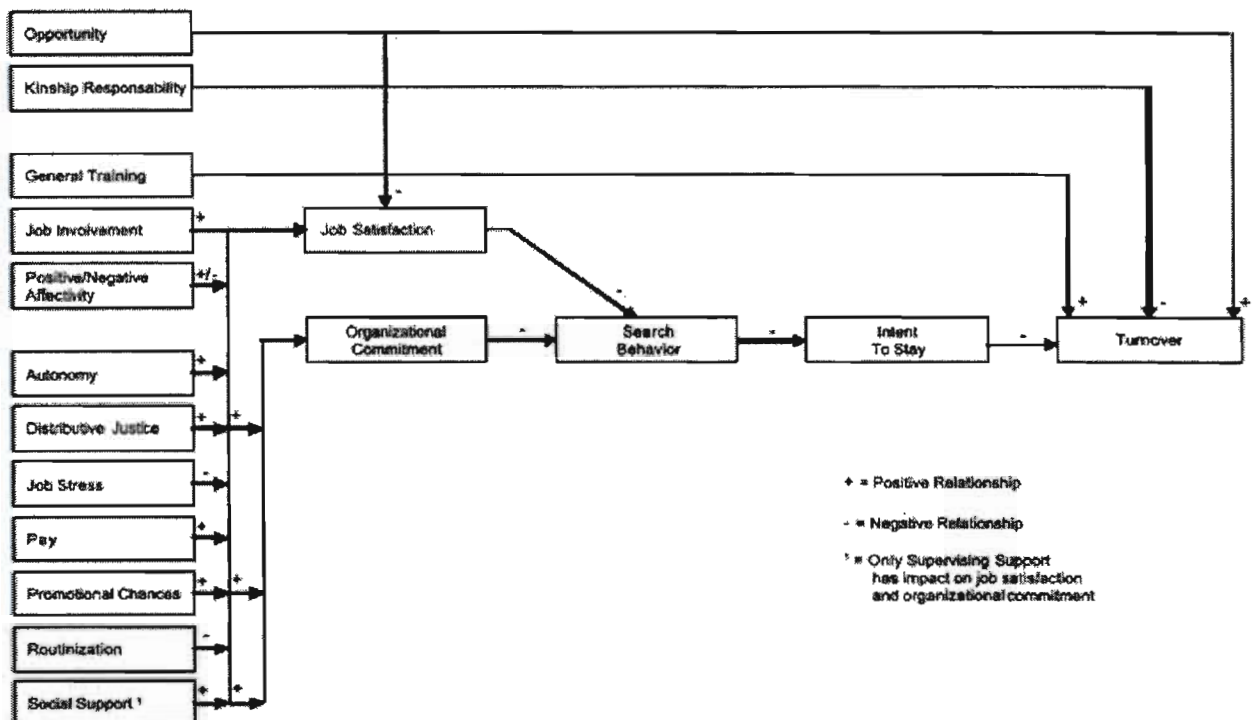 Opportunity
Kinship Responsability
General Training
Job Involvement
+
Positive/Negative
Affectivity
+/-
Autonomy
+
Distributive Justice
+ +
Job Stress
-
Pay
+
Promotional Chances
+ +
Routinization
-
Social Support ¹
+ +
-
Job Satisfaction
-
Organizational
Commitment
-
Search
Behavior
-
Intent
To Stay
-
+ - +
Turnover
+ = Positive Relationship
- = Negative Relationship
¹ = Only Supervising Support
has impact on job satisfaction
and organizational commitment